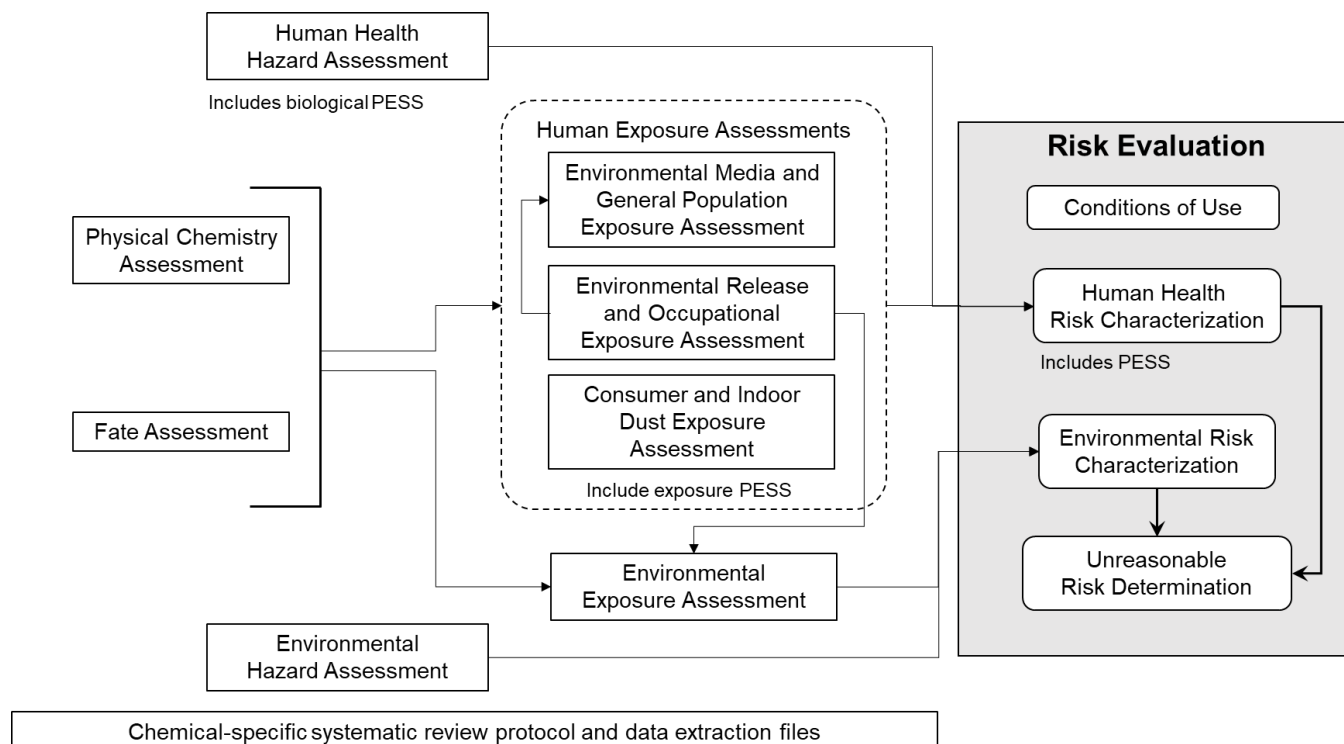 Human Health
Hazard Assessment
Includes biological PESS
Physical Chemistry
Assessment
Fate Assessment
Human Exposure Assessments
Environmental Media and
General Population
Exposure Assessment
Environmental Release
and Occupational
Exposure Assessment
Consumer and Indoor
Dust Exposure
Assessment
Include exposure PESS
Environmental
Exposure Assessment
Environmental
Hazard Assessment
Risk Evaluation
Conditions of Use
Human Health
Risk Characterization
Includes PESS
Environmental Risk
Characterization
Unreasonable
Risk Determination
Chemical-specific systematic review protocol and data extraction files